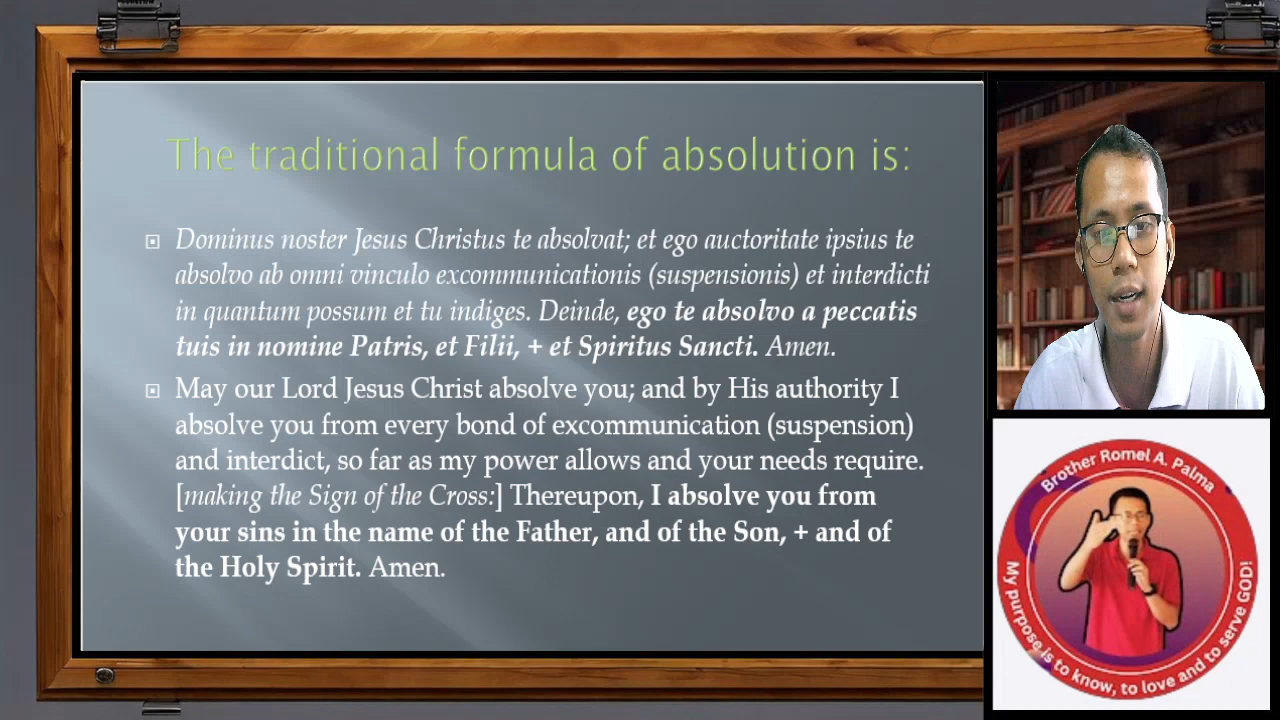 The traditional formula of absolution is:
Dominus noster Jesus Christus te absolvat; et ego auctoritate ipsius te
absolvo ab omni vinculo excommunicationis (suspensionis) et interdicti
in quantum possum et tu indiges. Deinde, ego te absolvo a peccatis
tuis in nomine Patris, et Filii, + et Spiritus Sancti. Amen.
May our Lord Jesus Christ absolve you; and by His authority I
absolve you from every bond of excommunication (suspension)
and interdict, so far as my power allows and your needs require.
[making the Sign of the Cross:] Thereupon, I absolve you from
your sins in the name of the Father, and of the Son, + and of
the Holy Spirit. Amen.
Brother Romel A. Palma
My purpose is to know, to love and to serve GOD!